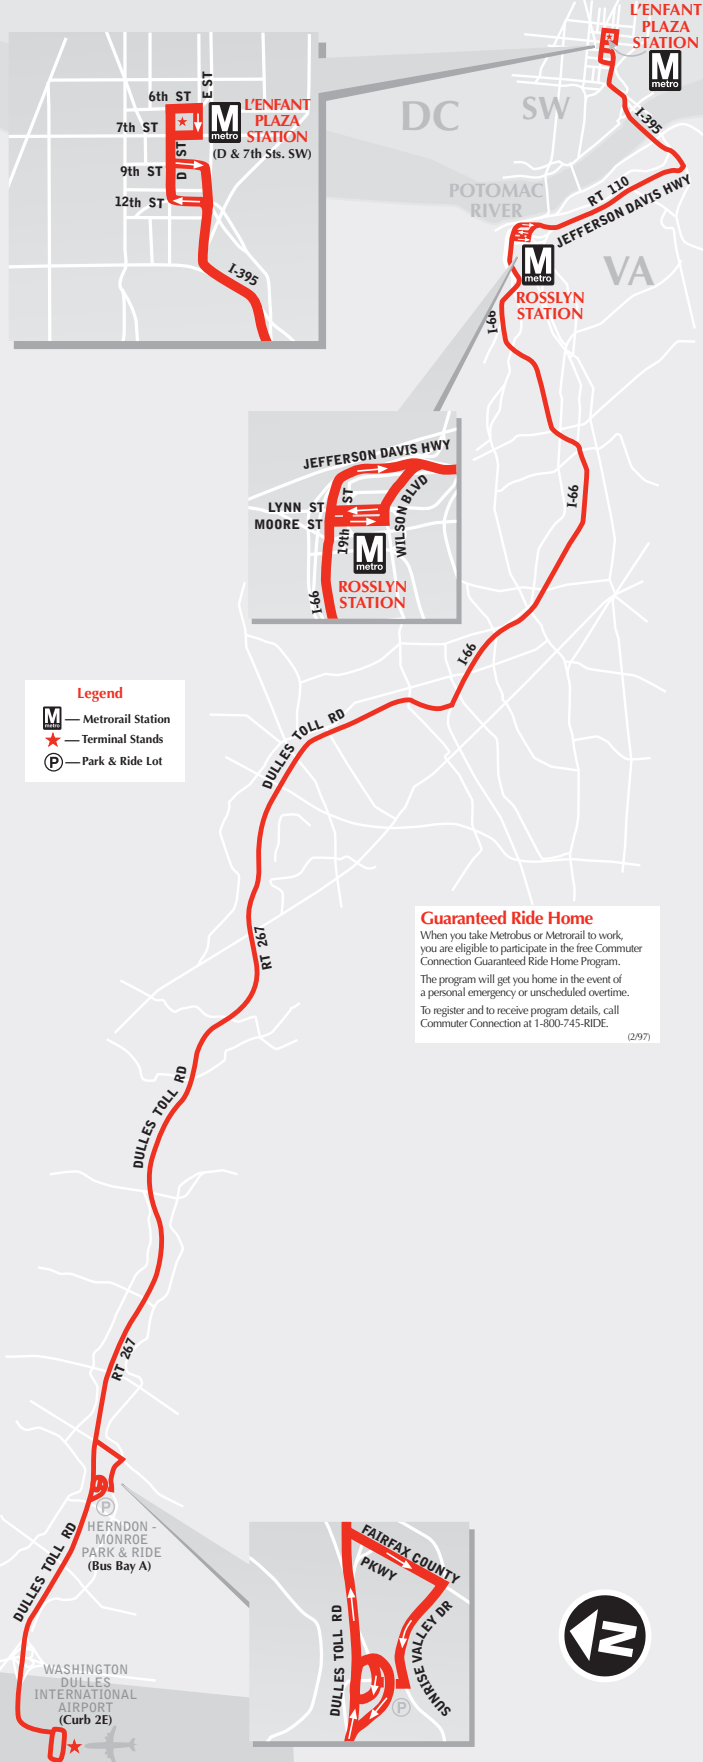 L'ENFANT
PLAZA
STATION
M
metro
6th ST
E ST
7th ST
M
metro
L'ENFANT
PLAZA
STATION
(D & 7th Sts. SW)
D ST
9th ST
12th ST
I-395
DC
SW
I-395
POTOMAC
RIVER
RT 110
JEFFERSON DAVIS HWY
VA
M
metro
ROSSLYN
STATION
I-66
JEFFERSON DAVIS HWY
LYNN ST
MOORE ST
19th ST
WILSON BLVD
M
metro
ROSSLYN
STATION
I-66
I-66
I-66
Legend
M
metro
— Metrorail Station
— Terminal Stands
P — Park & Ride Lot
DULLES TOLL RD
RT 267
Guaranteed Ride Home
When you take Metrobus or Metrorail to work,
you are eligible to participate in the free Commuter
Connection Guaranteed Ride Home Program.
The program will get you home in the event of
a personal emergency or unscheduled overtime.
To register and to receive program details, call
Commuter Connection at 1-800-745-RIDE.
(2/97)
DULLES TOLL RD
RT 267
P
HERNDON -
MONROE
PARK & RIDE
(Bus Bay A)
DULLES TOLL RD
FAIRFAX COUNTY
PKWY
DULLES TOLL RD
SUNRISE VALLEY DR
P
N
WASHINGTON
DULLES
INTERNATIONAL
AIRPORT
(Curb 2E)